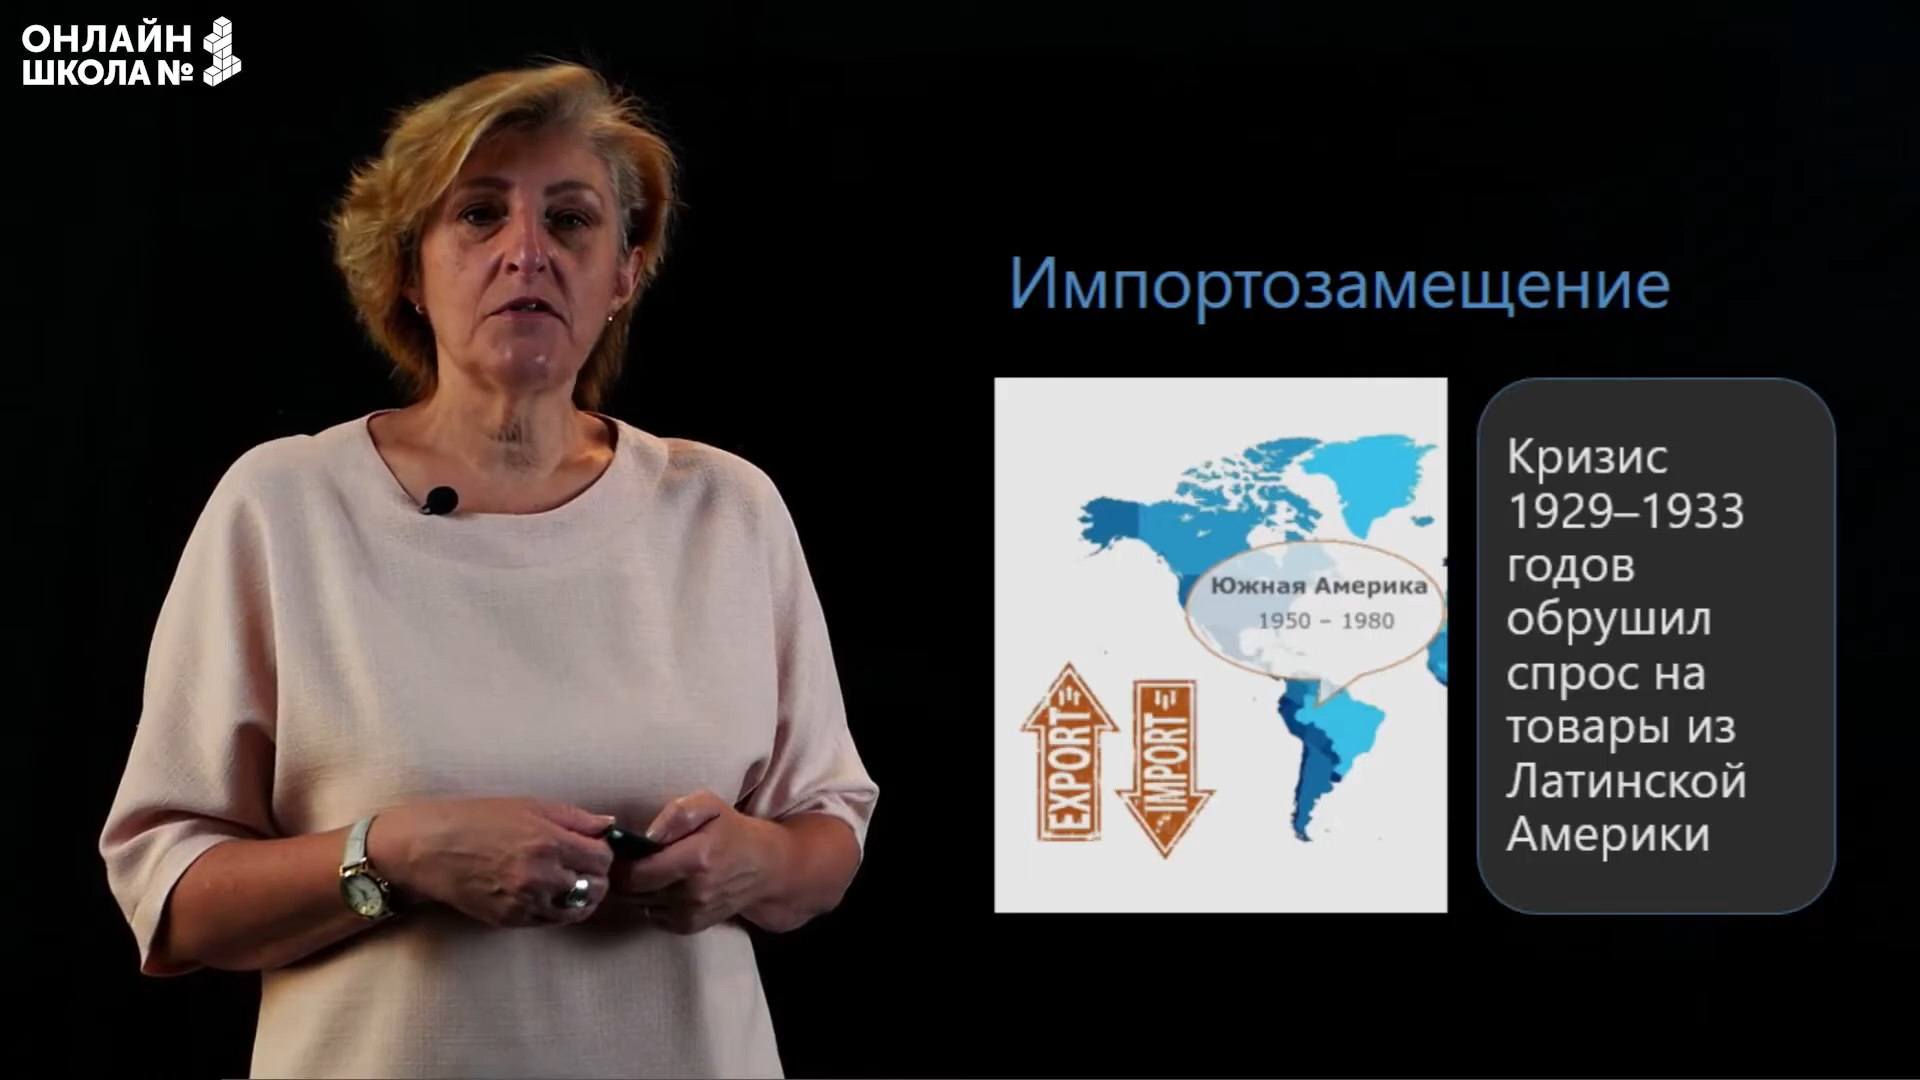 ОНЛАЙН
ШКОЛА №1
Импортозамещение
Южная Америка
1950 – 1980
EXPORT
IMPORT
Кризис
1929–1933
годов
обрушил
спрос на
товары из
Латинской
Америки